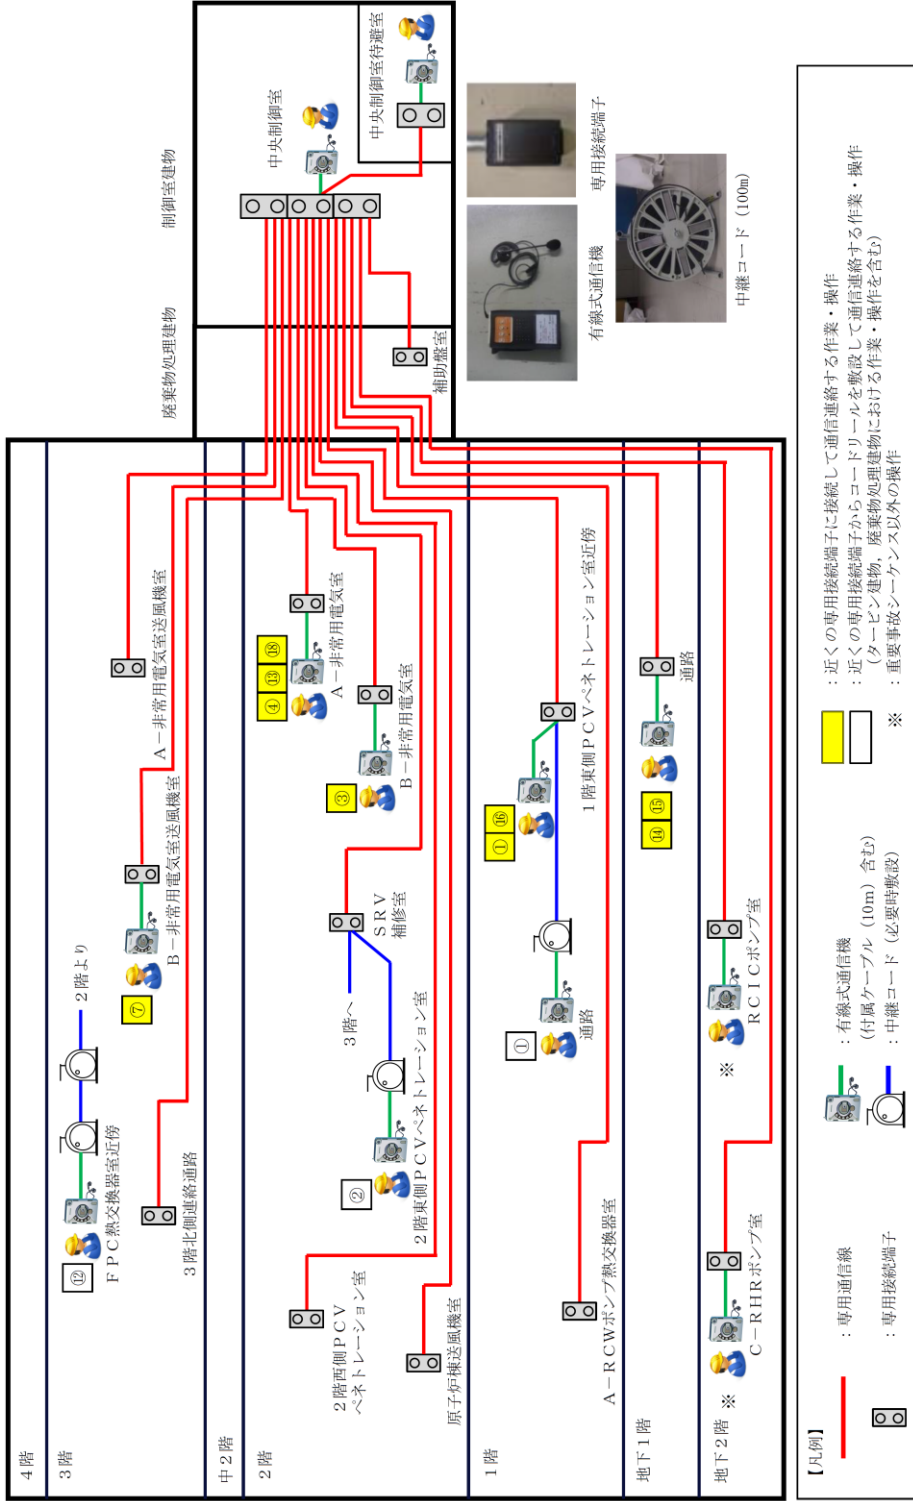 4階
3階
中2階
2階
1階
地下1階
地下2階
廃棄物処理建物
制御室建物
中央制御室
中央制御室待避室
補助盤室
A－非常用電気室送風機室
B－非常用電気室送風機室
⑦
2階より
FPC熱交換器室近傍
⑫
3階北側連絡通路
④ ⑬ ⑱
A－非常用電気室
③
B－非常用電気室
SRV
補修室
3階へ
②
2階東側PCVペネトレーション室
2階西側PCV
ペネトレーション室
原子炉棟送風機室
① ⑯
1階東側PCVペネトレーション室近傍
①
通路
A－RCWポンプ熱交換器室
⑭ ⑮
通路
※
RCICポンプ室
※
C－RHRポンプ室
有線式通信機
専用接続端子
中継コード（100m）
【凡例】
：専用通信線
：専用接続端子
：有線式通信機
（付属ケーブル（10m）含む）
：中継コード（必要時敷設）
：近くの専用接続端子に接続して通信連絡する作業・操作
：近くの専用接続端子からコードリールを敷設して通信連絡する作業・操作
（タービン建物，廃棄物処理建物における作業・操作を含む）
※ ：重要事故シーケンス以外の操作